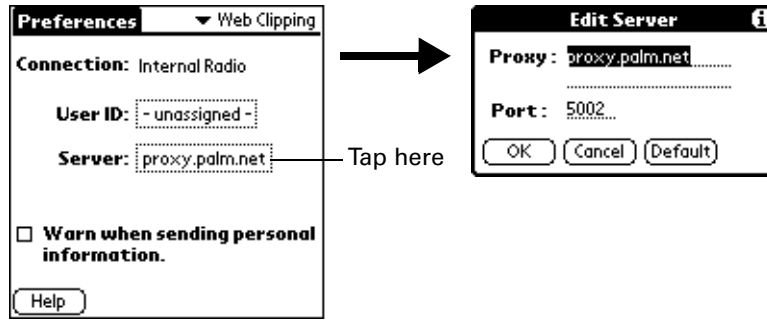 Preferences
Web Clipping
Connection: Internal Radio
User ID: - unassigned -
Server: proxy.palm.net
Tap here
Warn when sending personal
information.
Help
Edit Server
i
Proxy: proxy.palm.net
Port: 5002
OK
Cancel
Default